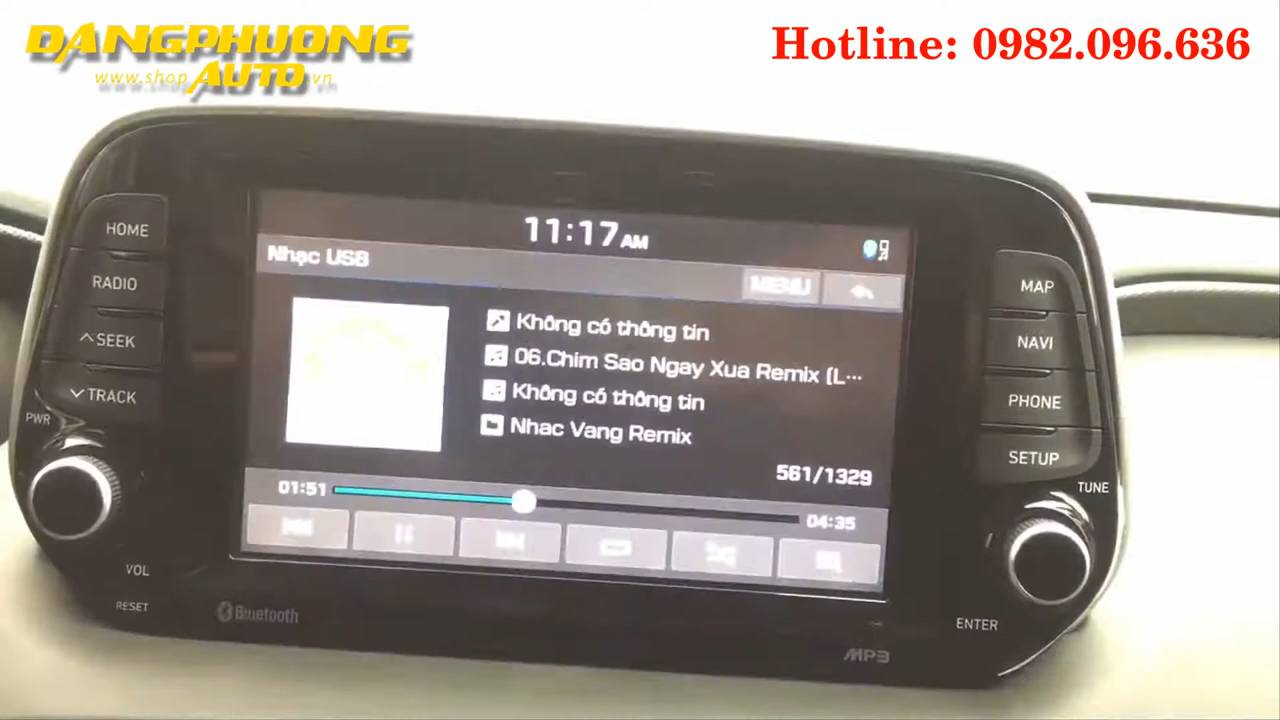 DANGPHUONG
www.shop AUTO .vn
Hotline: 0982.096.636
HOME
RADIO
SEEK
TRACK
PWR
VOL
RESET
Bluetooth
11:17 AM
Nhạc USB
MENU
Không có thông tin
06.Chim Sao Ngay Xua Remix (L...
Không có thông tin
Nhac Vang Remix
561/1329
01:51
04:35
MAP
NAVI
PHONE
SETUP
TUNE
ENTER
MP3